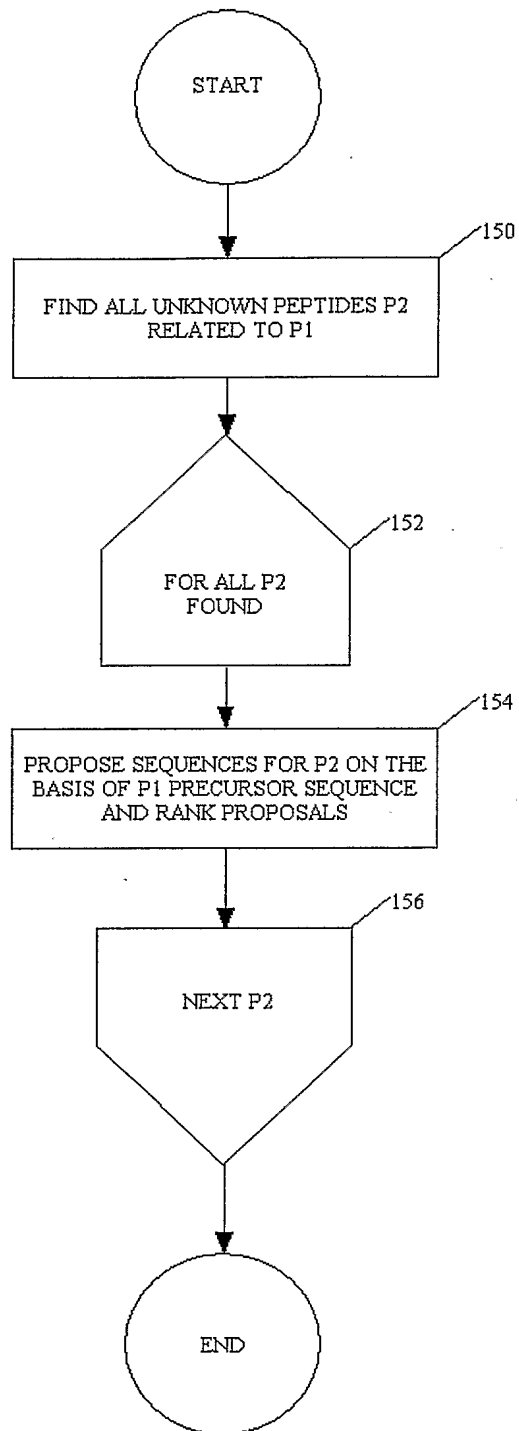 START
150
FIND ALL UNKNOWN PEPTIDES P2
RELATED TO P1
152
FOR ALL P2
FOUND
154
PROPOSE SEQUENCES FOR P2 ON THE
BASIS OF P1 PRECURSOR SEQUENCE
AND RANK PROPOSALS
156
NEXT P2
END